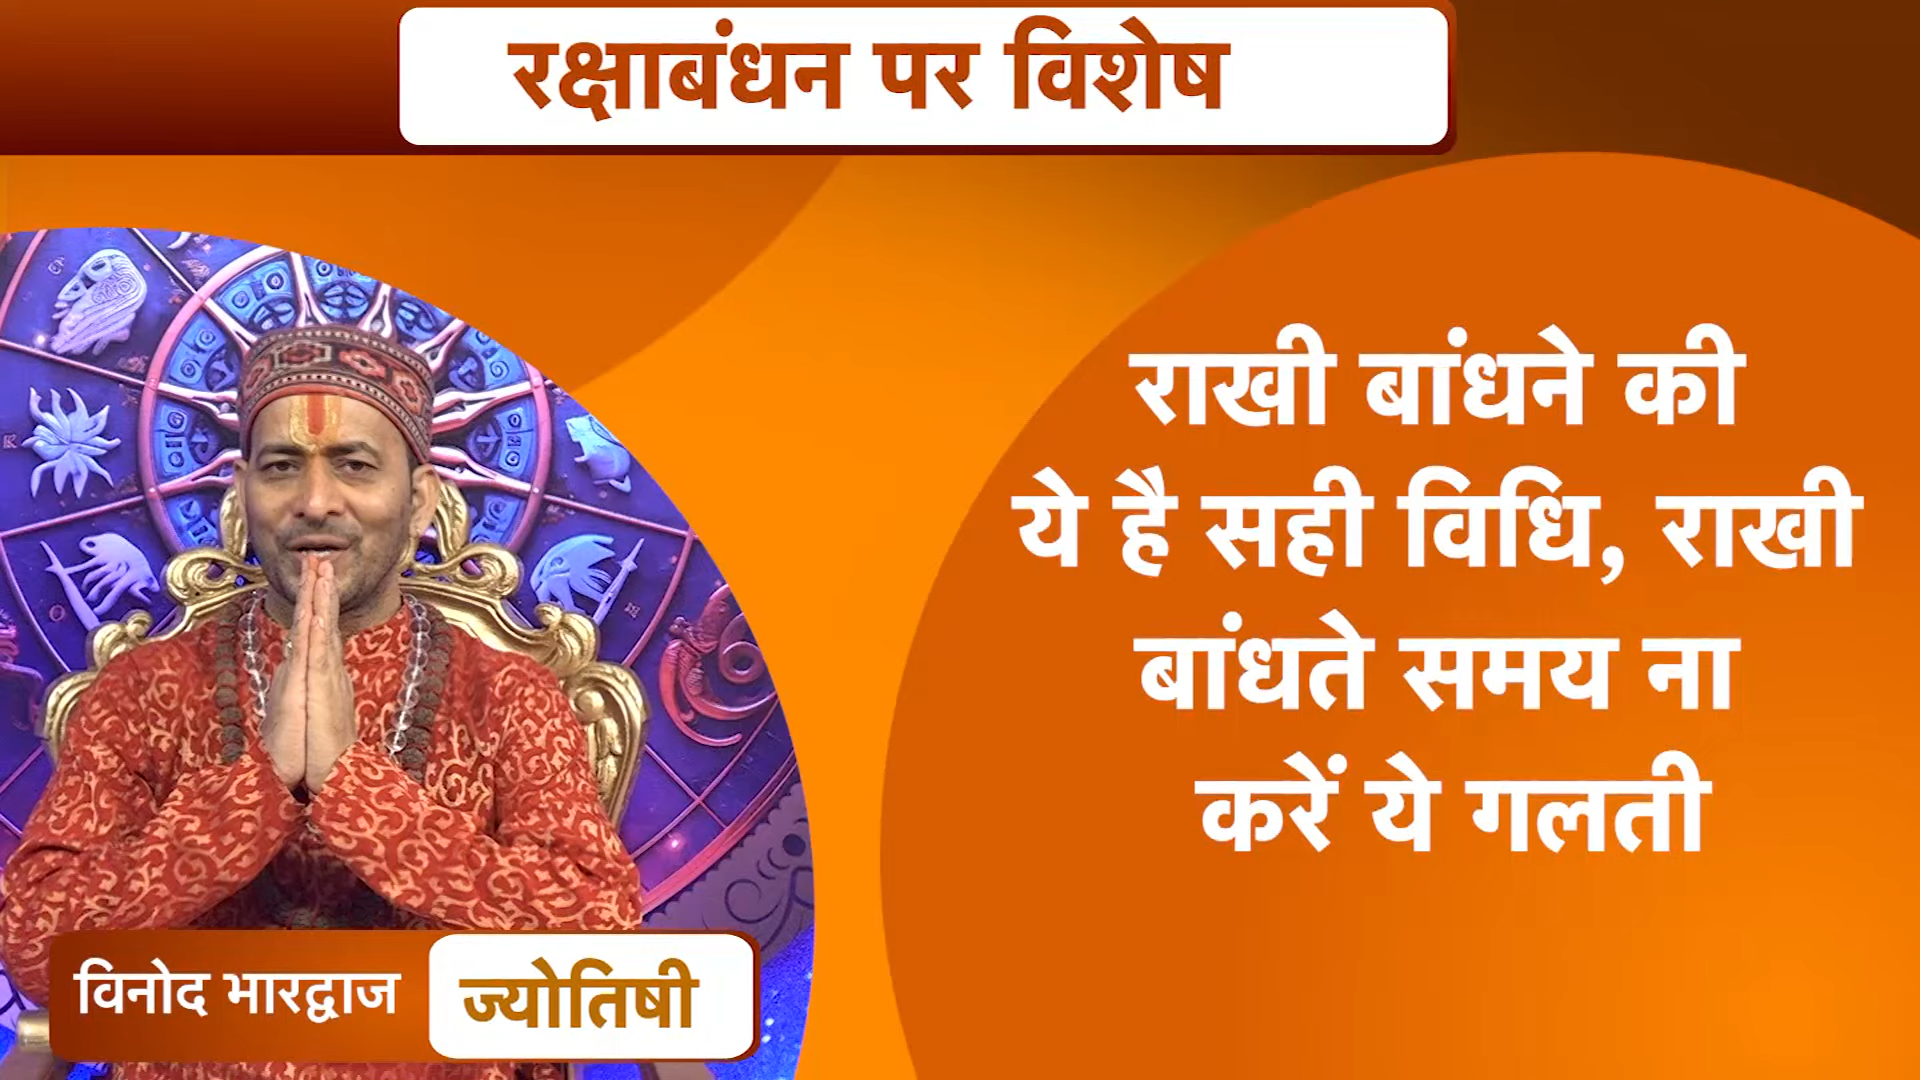 रक्षाबंधन पर विशेष
राखी बांधने की
ये है सही विधि, राखी
बांधते समय ना
करें ये गलती
विनोद भारद्वाज
ज्योतिषी